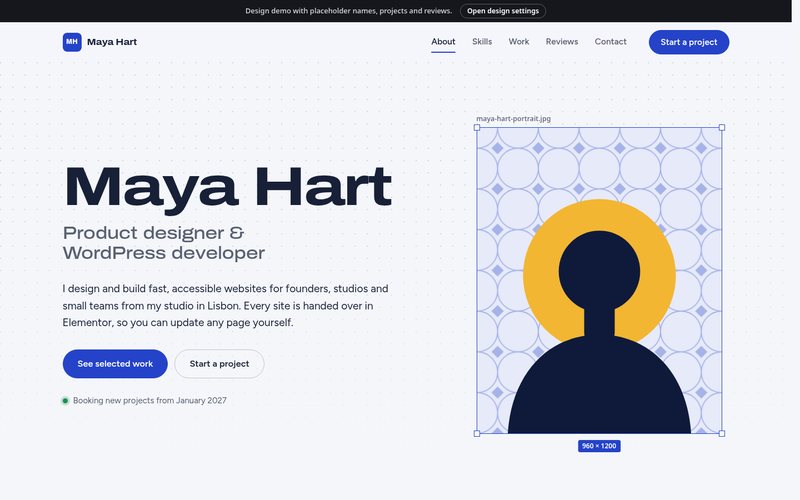 Design demo with placeholder names, projects and reviews. Open design settings
MH Maya Hart About Skills Work Reviews Contact Start a project
maya-hart-portrait.jpg
Maya Hart
Product designer &
WordPress developer
I design and build fast, accessible websites for founders, studios and
small teams from my studio in Lisbon. Every site is handed over in
Elementor, so you can update any page yourself.
See selected work Start a project
Booking new projects from January 2027
960 × 1200